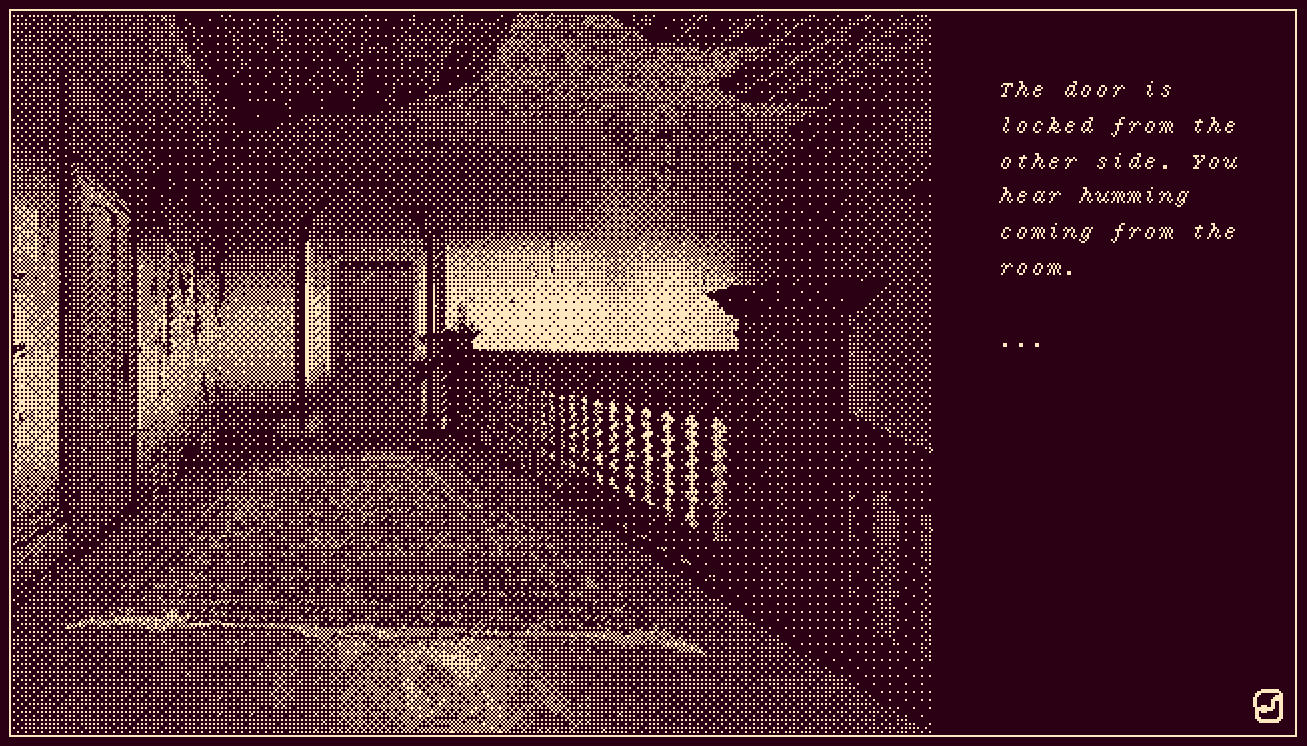 The door is
locked from the
other side. You
hear humming
coming from the
room.
...